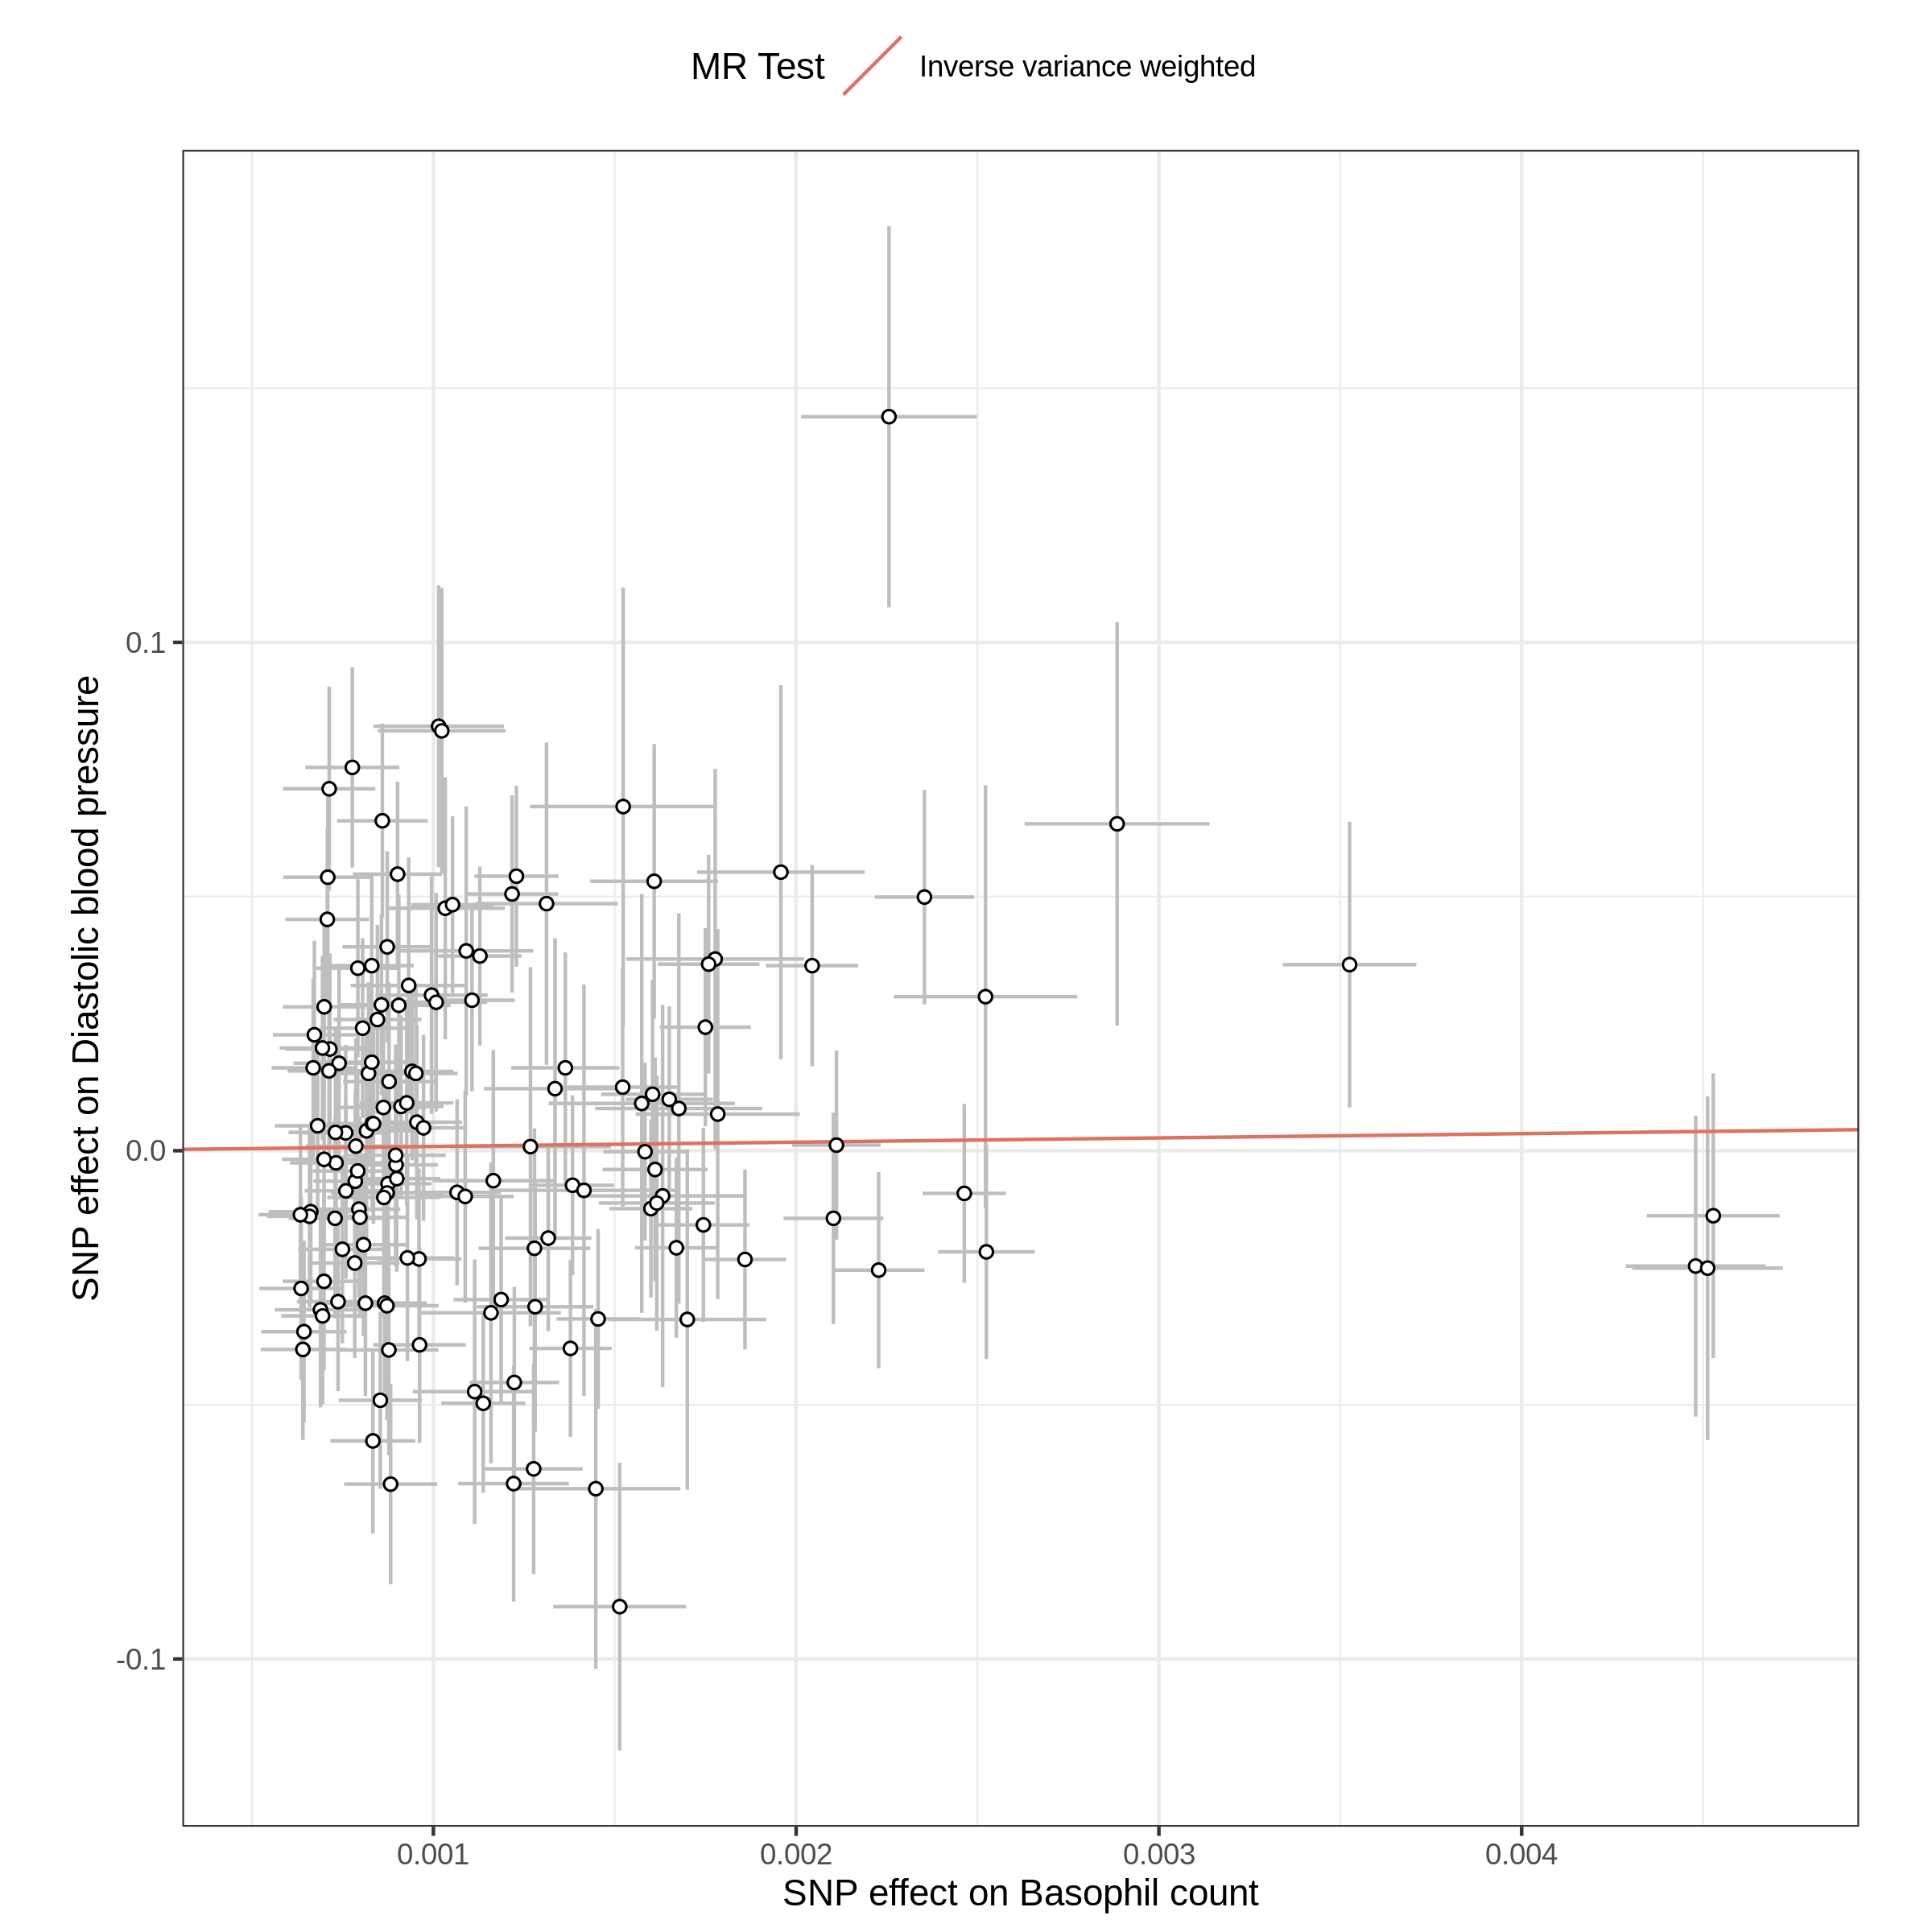 MR Test
Inverse variance weighted
SNP effect on Diastolic blood pressure
0.1
0.0
-0.1
0.001
0.002
0.003
0.004
SNP effect on Basophil count